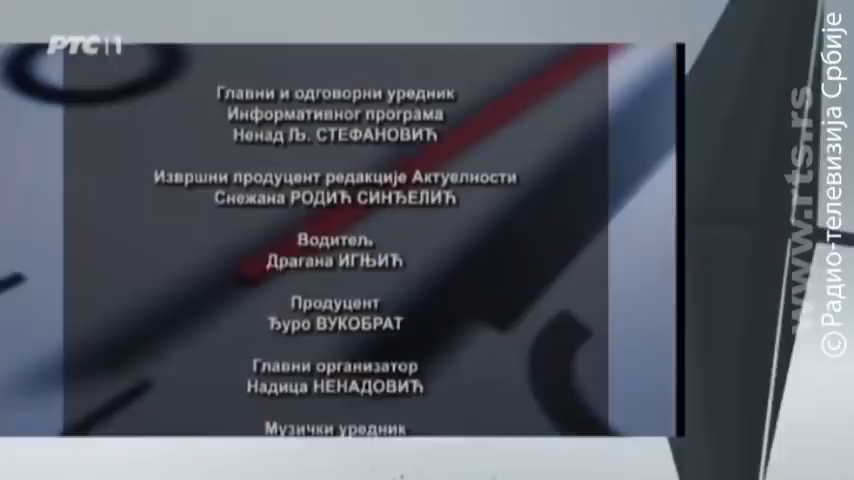 РТС 1
Главни и одговорни уредник
Информативног програма
Ненад Љ. СТЕФАНОВИЋ
Извршни продуцент редакције Актуелности
Снежана РОДИЋ СИНЂЕЛИЋ
Водитељ
Драгана ИГЊИЋ
Продуцент
Ђуро ВУКОБРАТ
Главни организатор
Надица НЕНАДОВИЋ
Музички уредник
www.rts.rs
© Радио-телевизија Србије